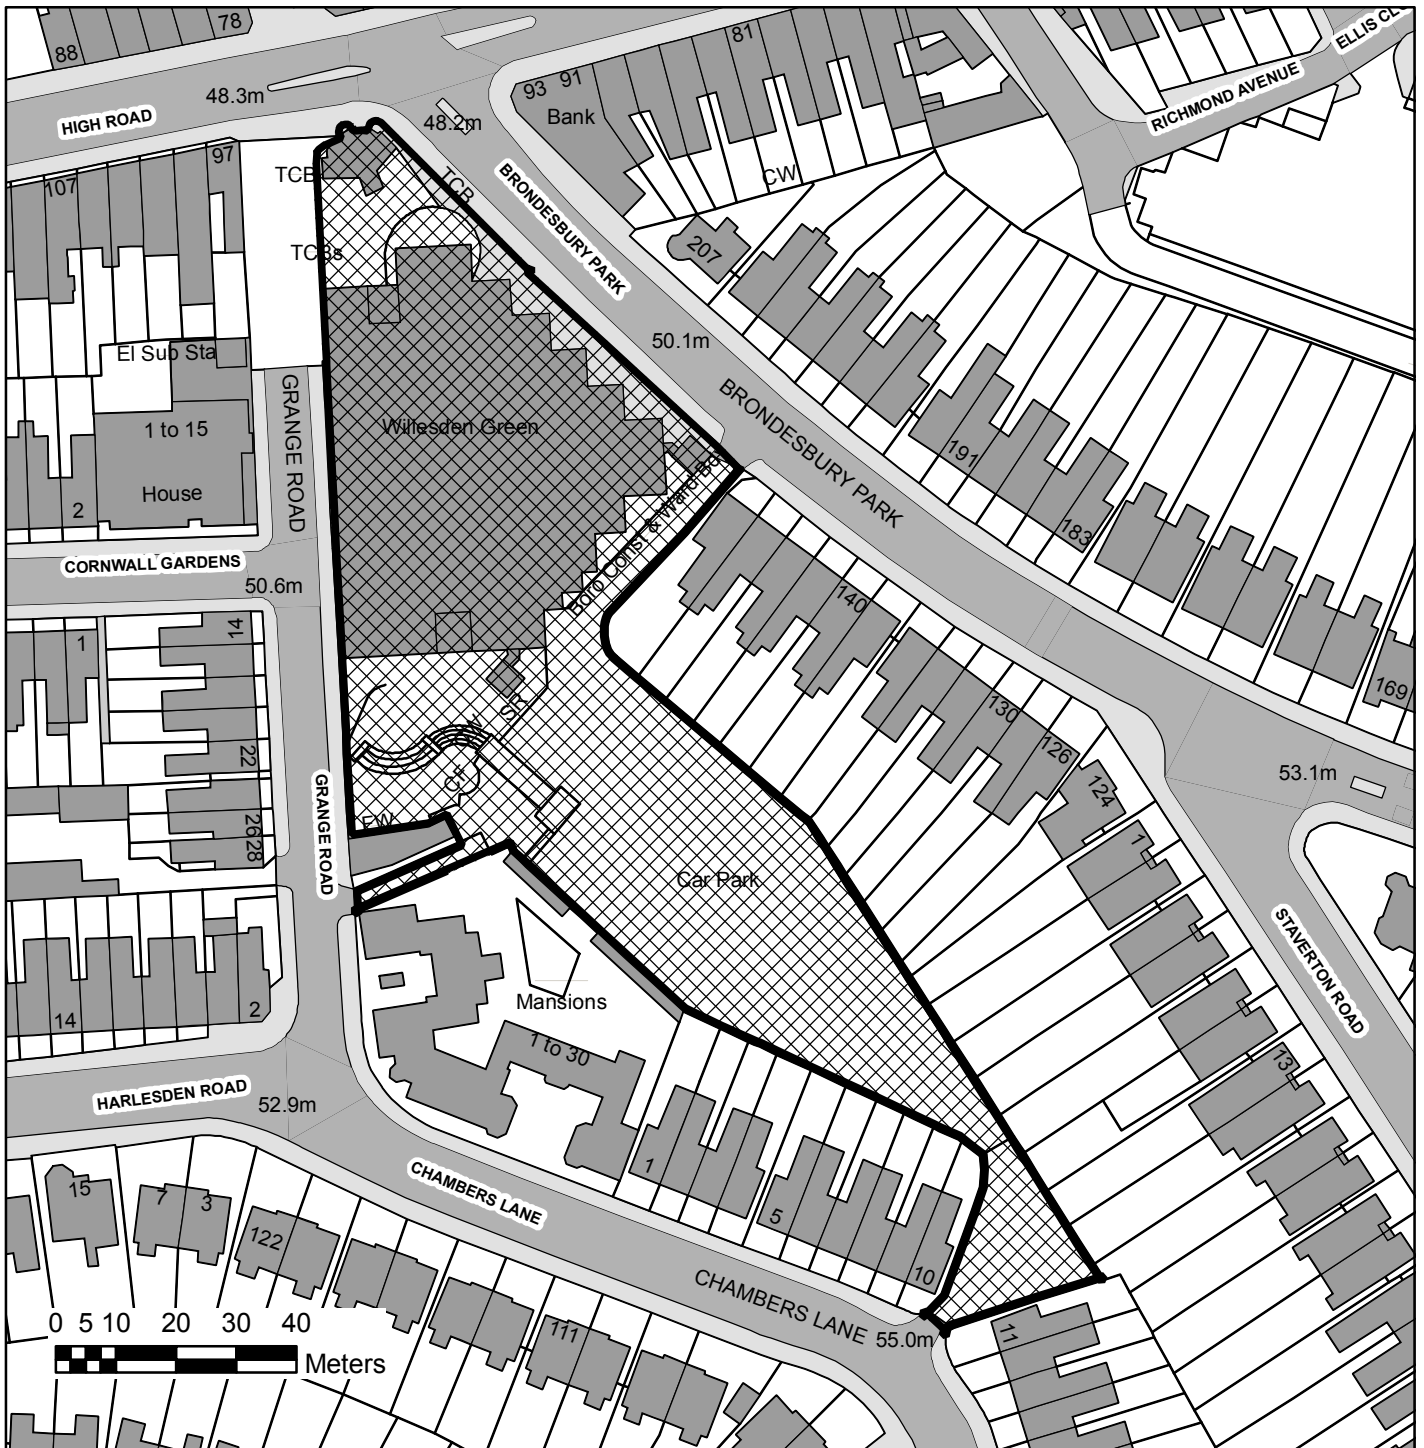 78
88
81
ELLIS CLO
48.3m
93
91
HIGH ROAD
48.2m
Bank
RICHMOND AVENUE
97
TCB
TCB
CW
107
BRONDESBURY PARK
TCBs
207
El Sub Sta
50.1m
GRANGE ROAD
BRONDESBURY PARK
1 to 15
Willesden Green
191
House
2
183
CORNWALL GARDENS
50.6m
Boro Const & Ward Bdy
140
14
1
169
130
22
SIR
126
53.1m
124
GRANGE ROAD
CF
FW
26
28
1
Car Park
STAVERTON ROAD
14
2
Mansions
1 to 30
13
HARLESDEN ROAD
52.9m
1
CHAMBERS LANE
15
7
3
5
122
10
CHAMBERS LANE
55.0m
11
111
0 5 10 20 30 40
Meters